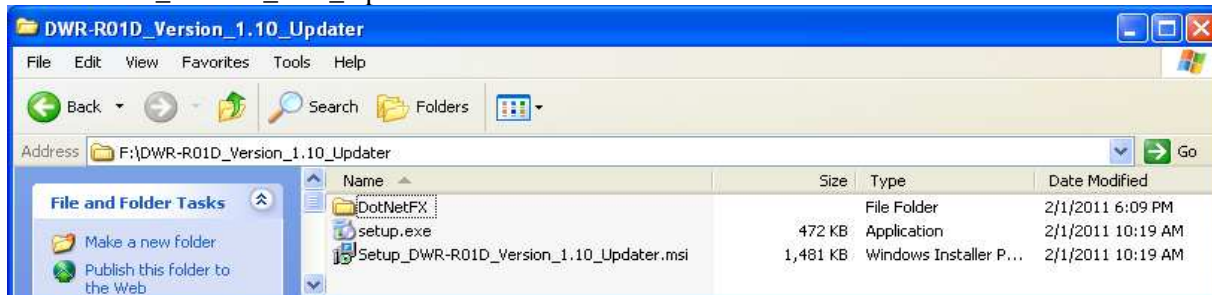 DWR-R01D_Version_1.10_Updater
File Edit View Favorites Tools Help
Back Search Folders
Address F:\DWR-R01D_Version_1.10_Updater Go
File and Folder Tasks
Make a new folder
Publish this folder to
the Web
Name Size Type Date Modified
DotNetFX File Folder 2/1/2011 6:09 PM
setup.exe 472 KB Application 2/1/2011 10:19 AM
Setup_DWR-R01D_Version_1.10_Updater.msi 1,481 KB Windows Installer P... 2/1/2011 10:19 AM